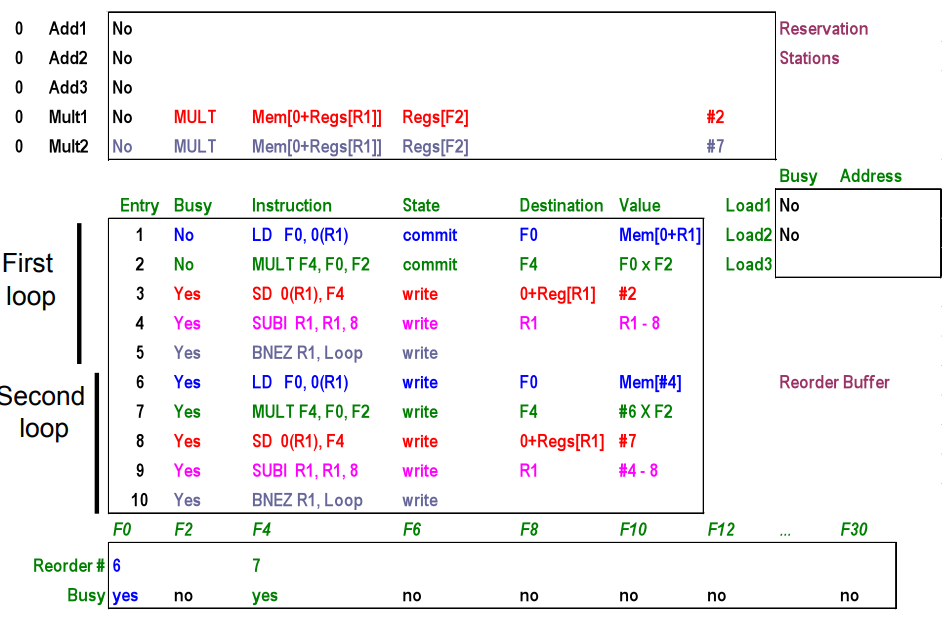 0 Add1 No Reservation
0 Add2 No Stations
0 Add3 No
0 Mult1 No MULT Mem[0+Regs[R1]] Regs[F2] #2
0 Mult2 No MULT Mem[0+Regs[R1]] Regs[F2] #7
Busy Address
Entry Busy Instruction State Destination Value Load1 No
1 No LD F0, 0(R1) commit F0 Mem[0+R1] Load2 No
2 No MULT F4, F0, F2 commit F4 F0 x F2 Load3
First loop
3 Yes SD 0(R1), F4 write 0+Reg[R1] #2
4 Yes SUBI R1, R1, 8 write R1 R1 - 8
5 Yes BNEZ R1, Loop write
6 Yes LD F0, 0(R1) write F0 Mem[#4] Reorder Buffer
Second loop
7 Yes MULT F4, F0, F2 write F4 #6 X F2
8 Yes SD 0(R1), F4 write 0+Regs[R1] #7
9 Yes SUBI R1, R1, 8 write R1 #4 - 8
10 Yes BNEZ R1, Loop write
F0 F2 F4 F6 F8 F10 F12 ... F30
Reorder # 6 7
Busy yes no yes no no no no no